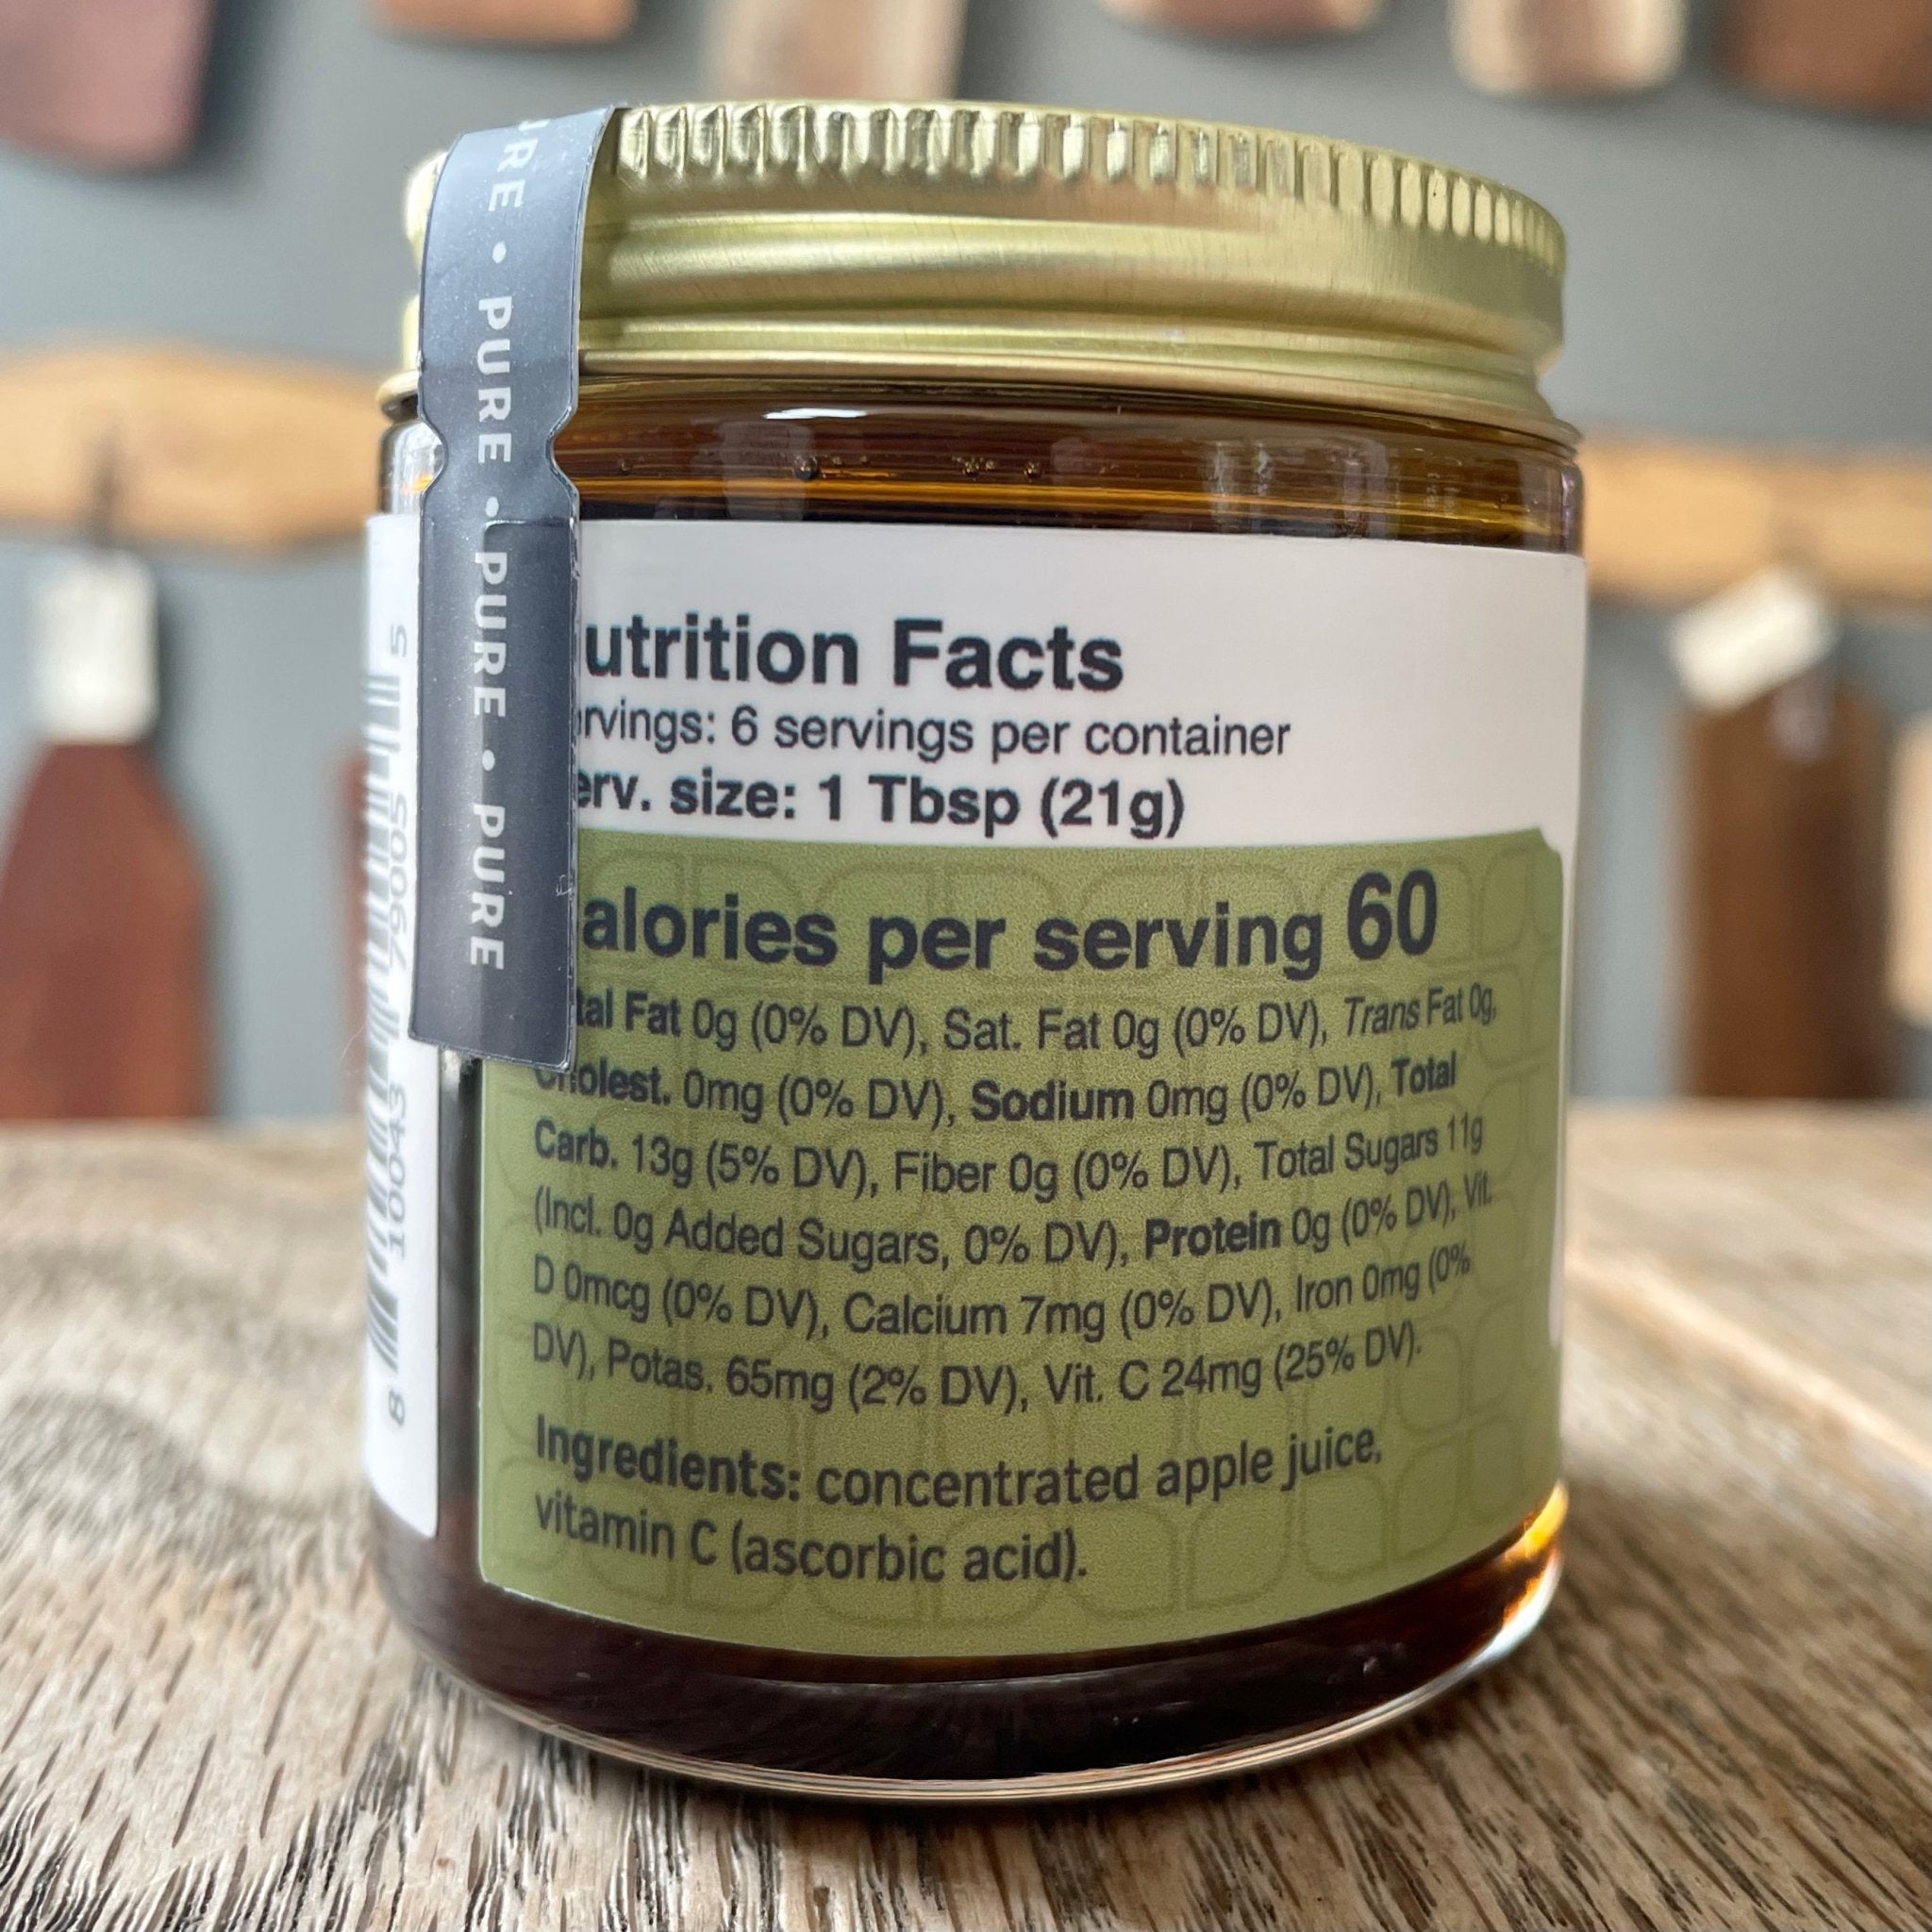 PURE • PURE • PURE • PURE
utrition Facts
rvings: 6 servings per container
erv. size: 1 Tbsp (21g)
alories per serving 60
tal Fat 0g (0% DV), Sat. Fat 0g (0% DV), Trans Fat 0g,
Cholest. 0mg (0% DV), Sodium 0mg (0% DV), Total
Carb. 13g (5% DV), Fiber 0g (0% DV), Total Sugars 11g
(Incl. 0g Added Sugars, 0% DV), Protein 0g (0% DV), Vit.
D 0mcg (0% DV), Calcium 7mg (0% DV), Iron 0mg (0%
DV), Potas. 65mg (2% DV), Vit. C 24mg (25% DV).
Ingredients: concentrated apple juice,
vitamin C (ascorbic acid).
8 10043 79005 5